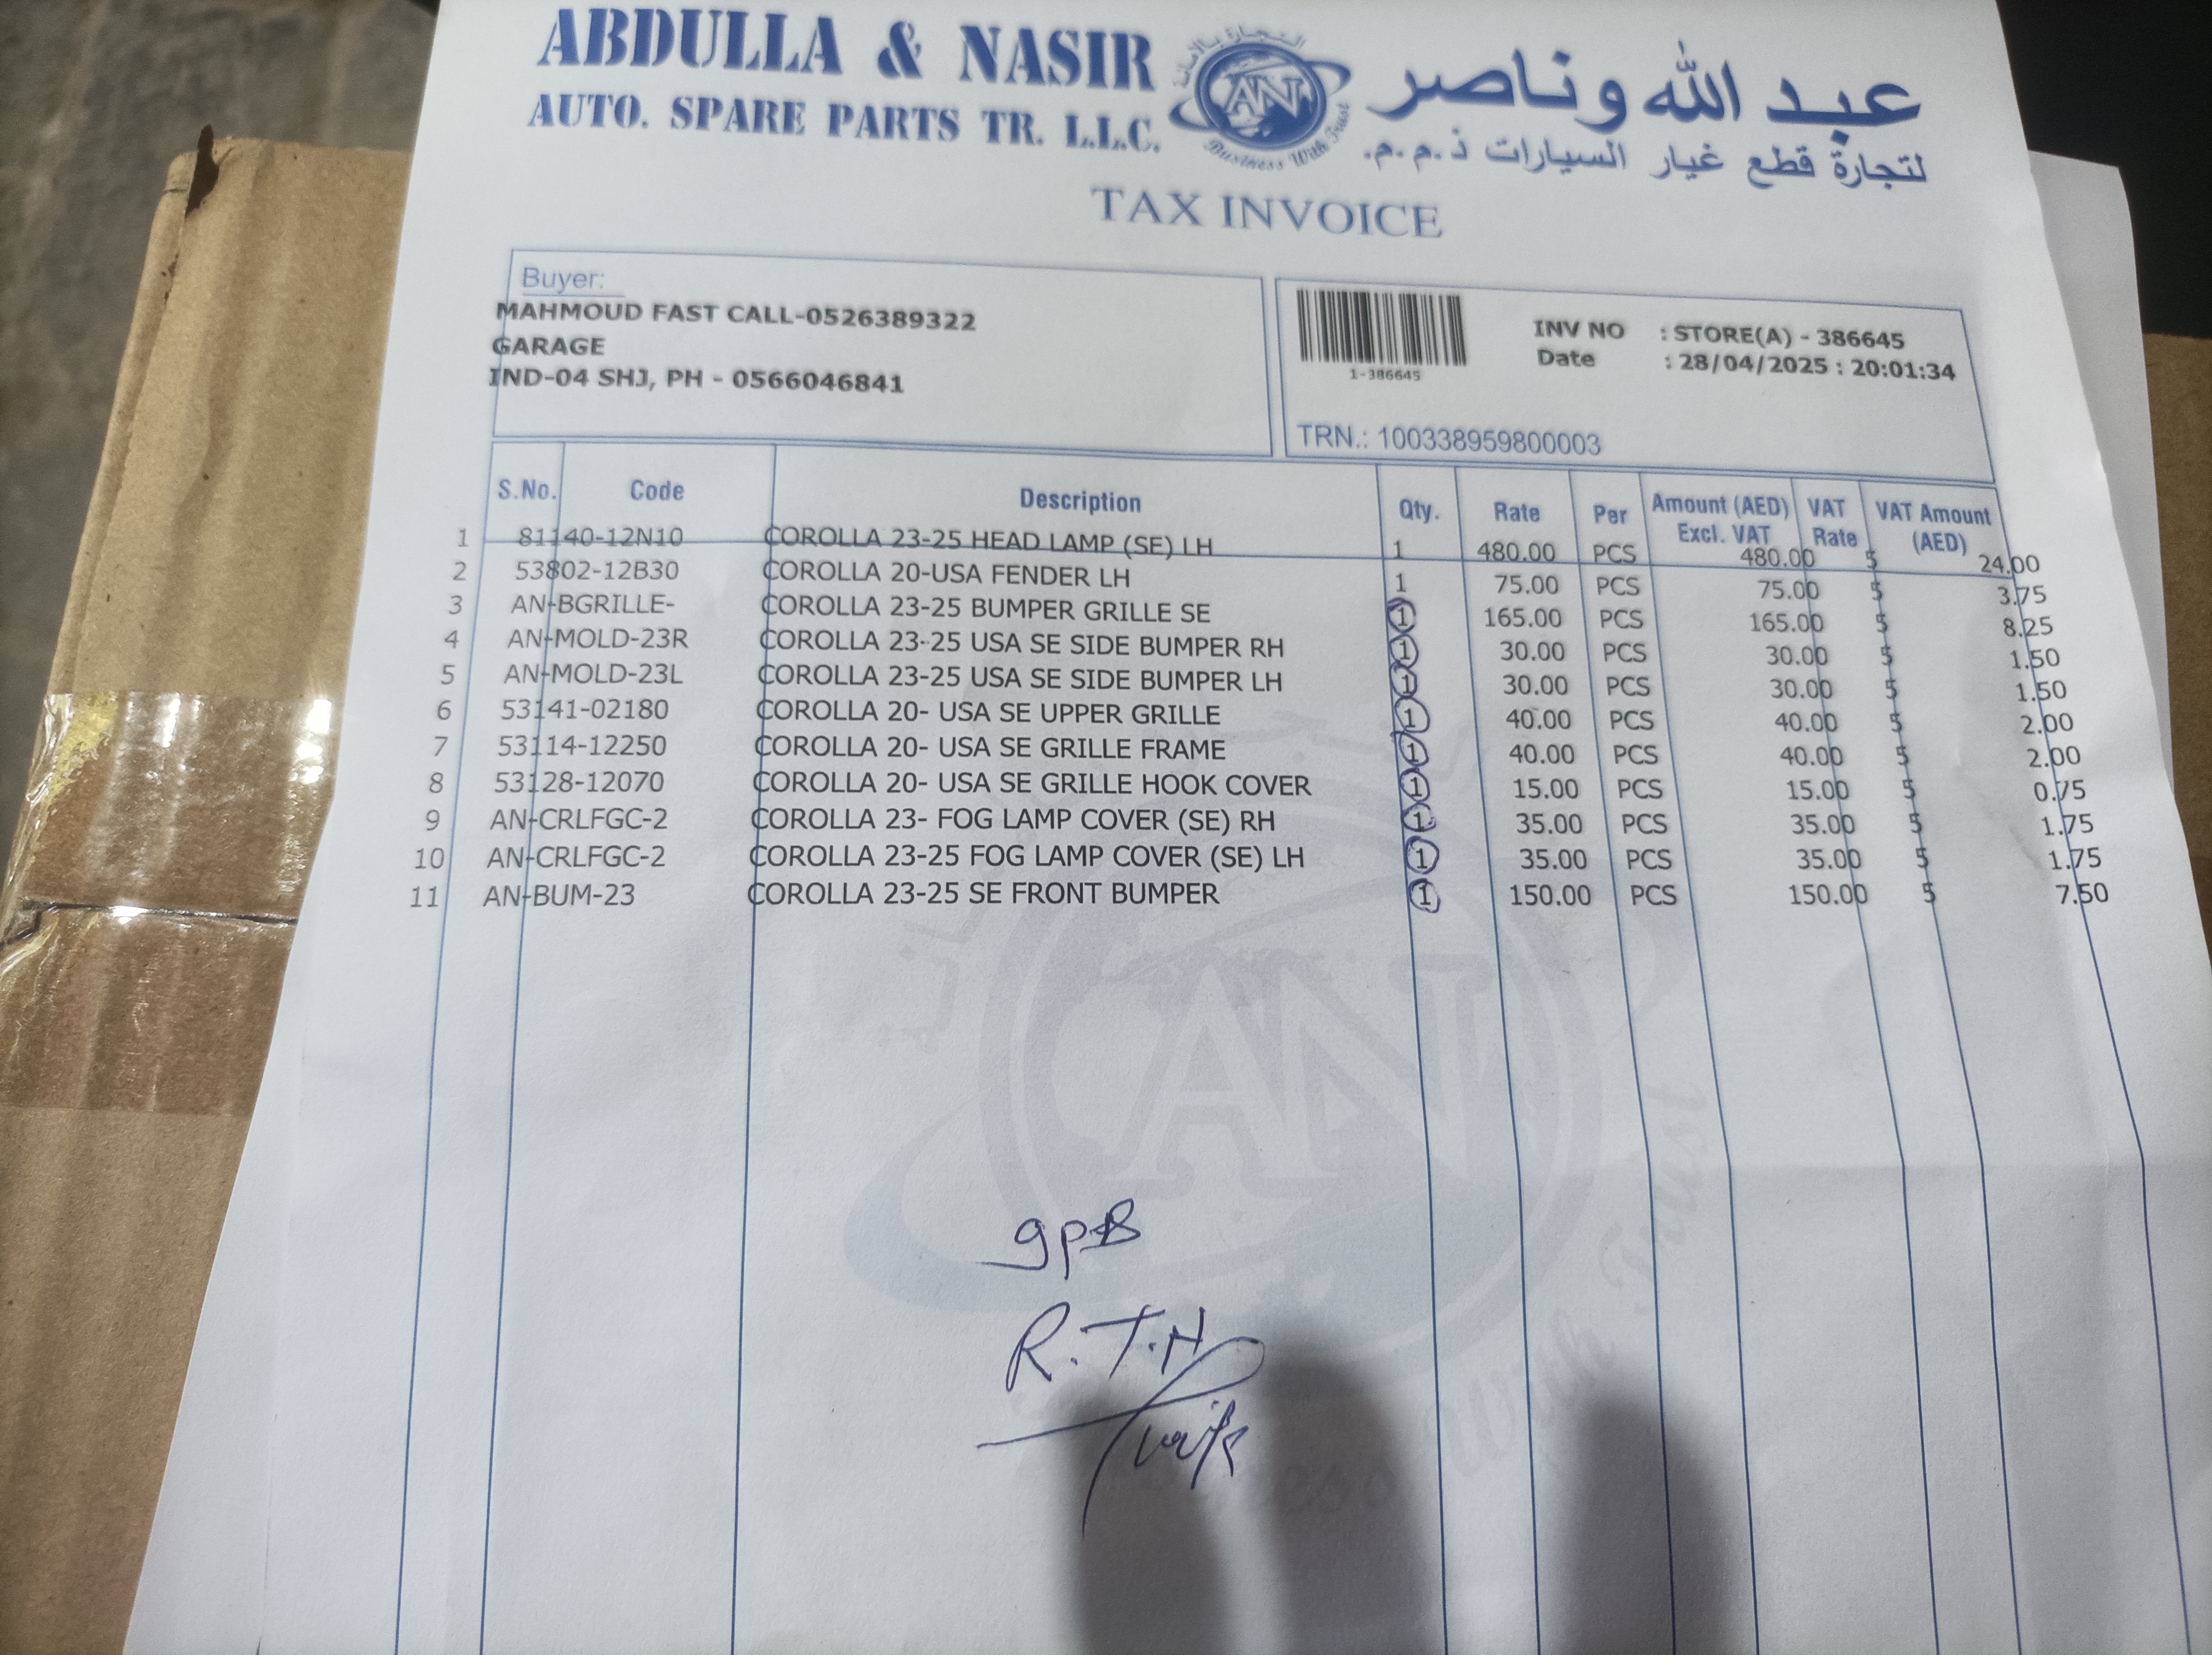 ABDULLA & NASIR
AUTO. SPARE PARTS TR. L.L.C.
التجارة بالأمانة
AN
Business With Trust
عبد الله وناصر
لتجارة قطع غيار السيارات ذ.م.م.
TAX INVOICE
Buyer:
MAHMOUD FAST CALL-0526389322
GARAGE
IND-04 SHJ, PH - 0566046841
1-386645
INV NO : STORE(A) - 386645
Date : 28/04/2025 : 20:01:34
TRN.: 100338959800003
S.No. Code Description Qty. Rate Per Amount (AED) Excl. VAT VAT Rate VAT Amount (AED)
1 81140-12N10 COROLLA 23-25 HEAD LAMP (SE) LH 1 480.00 PCS 480.00 5 24.00
2 53802-12B30 COROLLA 20-USA FENDER LH 1 75.00 PCS 75.00 5 3.75
3 AN-BGRILLE- COROLLA 23-25 BUMPER GRILLE SE 1 165.00 PCS 165.00 5 8.25
4 AN-MOLD-23R COROLLA 23-25 USA SE SIDE BUMPER RH 1 30.00 PCS 30.00 5 1.50
5 AN-MOLD-23L COROLLA 23-25 USA SE SIDE BUMPER LH 1 30.00 PCS 30.00 5 1.50
6 53141-02180 COROLLA 20- USA SE UPPER GRILLE 1 40.00 PCS 40.00 5 2.00
7 53114-12250 COROLLA 20- USA SE GRILLE FRAME 1 40.00 PCS 40.00 5 2.00
8 53128-12070 COROLLA 20- USA SE GRILLE HOOK COVER 1 15.00 PCS 15.00 5 0.75
9 AN-CRLFGC-2 COROLLA 23- FOG LAMP COVER (SE) RH 1 35.00 PCS 35.00 5 1.75
10 AN-CRLFGC-2 COROLLA 23-25 FOG LAMP COVER (SE) LH 1 35.00 PCS 35.00 5 1.75
11 AN-BUM-23 COROLLA 23-25 SE FRONT BUMPER 1 150.00 PCS 150.00 5 7.50
AN
9pB
R.T.H